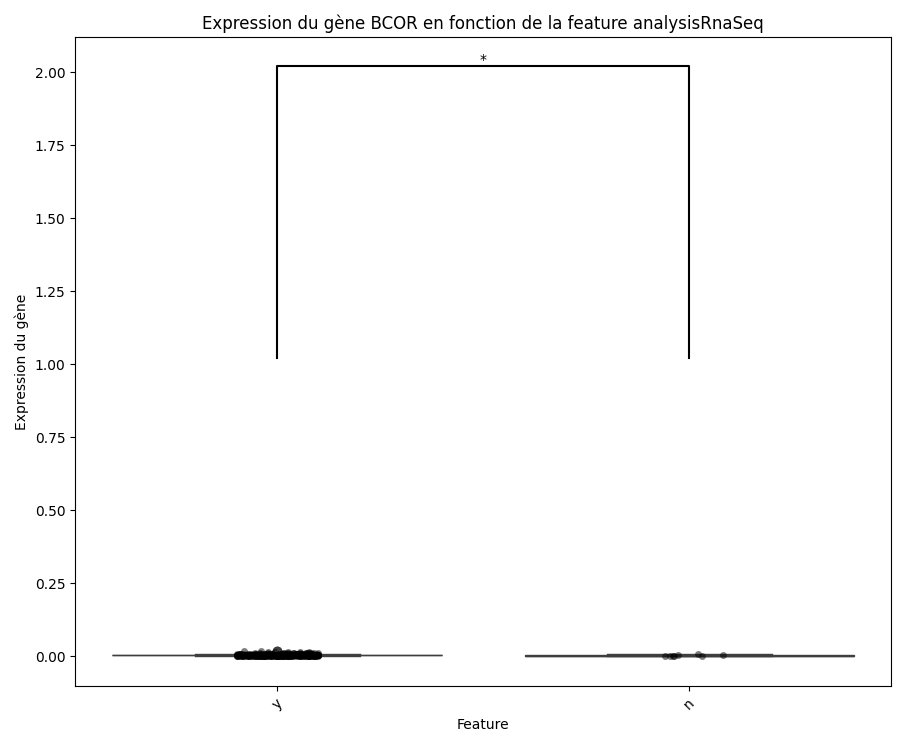 Expression du gène BCOR en fonction de la feature analysisRnaSeq
*
2.00
1.75
1.50
1.25
1.00
0.75
0.50
0.25
0.00
Expression du gène
y
n
Feature